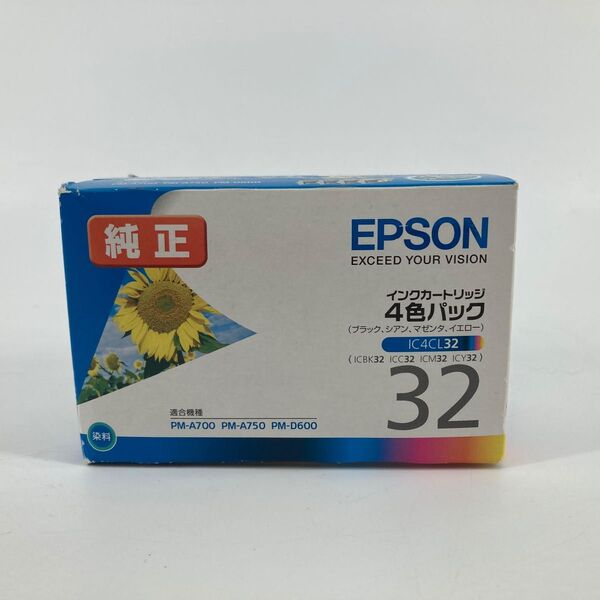 純正
EPSON
EXCEED YOUR VISION
インクカートリッジ
4色パック
(ブラック、シアン、マゼンタ、イエロー)
IC4CL32
(ICBK32 ICC32 ICM32 ICY32)
32
適合機種
PM-A700 PM-A750 PM-D600
染料